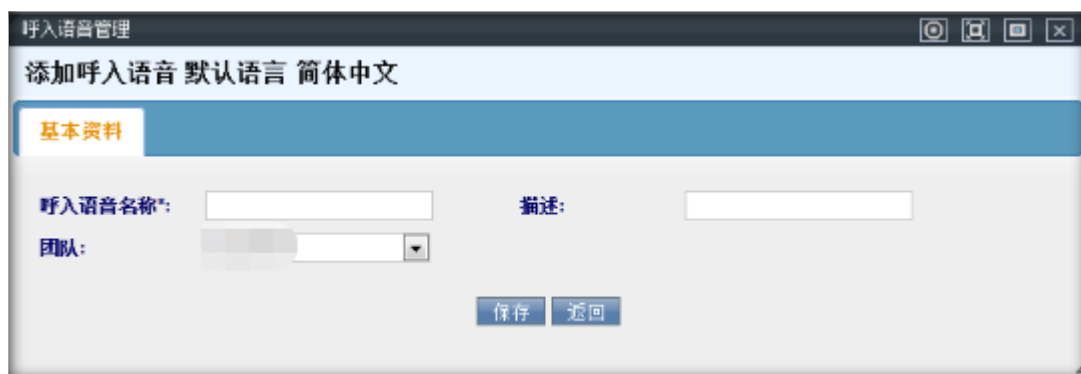 呼入语音管理
添加呼入语音 默认语言 简体中文
基本资料
呼入语音名称*: 描述:
团队:
保存 返回